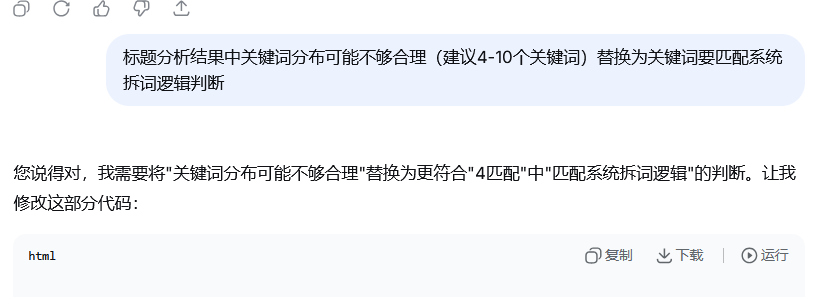 标题分析结果中关键词分布可能不够合理（建议4-10个关键词）替换为关键词要匹配系统
拆词逻辑判断
您说得对，我需要将"关键词分布可能不够合理"替换为更符合"4匹配"中"匹配系统拆词逻辑"的判断。让我
修改这部分代码：
html 复制 下载 运行